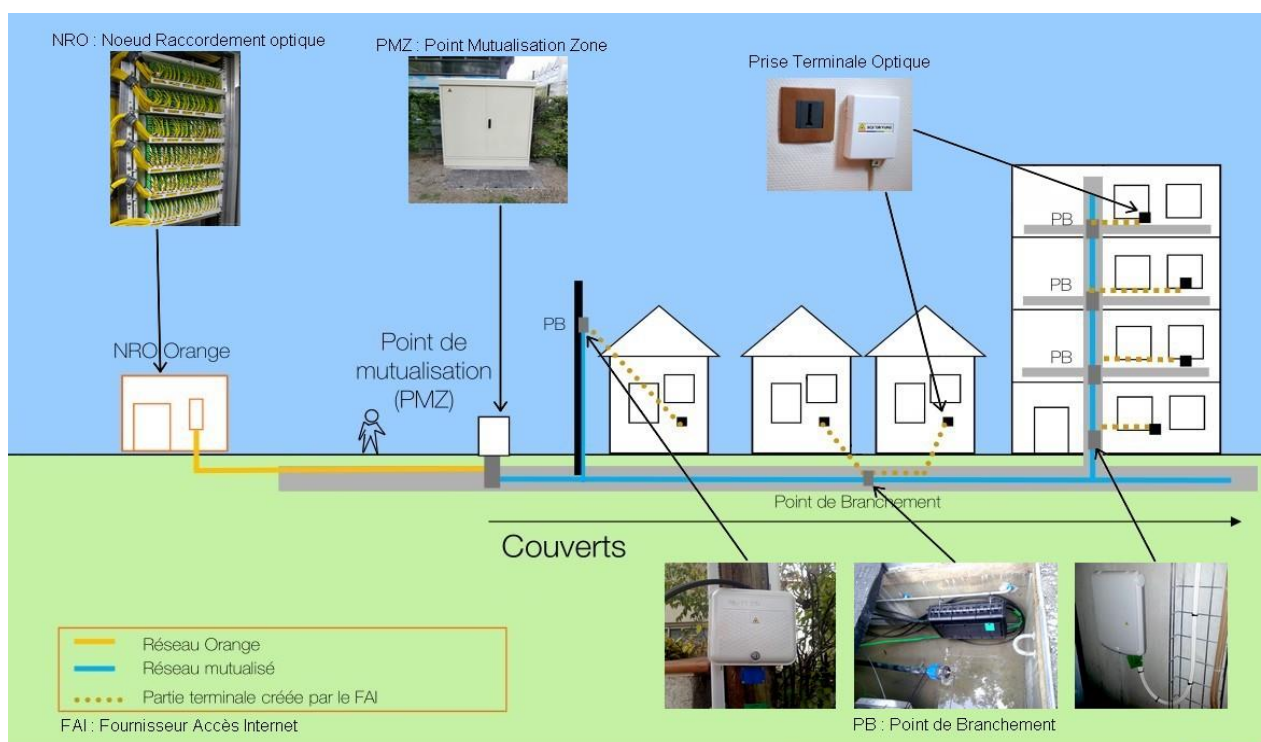 NRO : Noeud Raccordement optique
PMZ : Point Mutualisation Zone
Prise Terminale Optique
PB
PB
PB
PB
NRO Orange
Point de
mutualisation
(PMZ)
Point de Branchement
Couverts
Réseau Orange
Réseau mutualisé
Partie terminale créée par le FAI
FAI : Fournisseur Accès Internet
PB : Point de Branchement